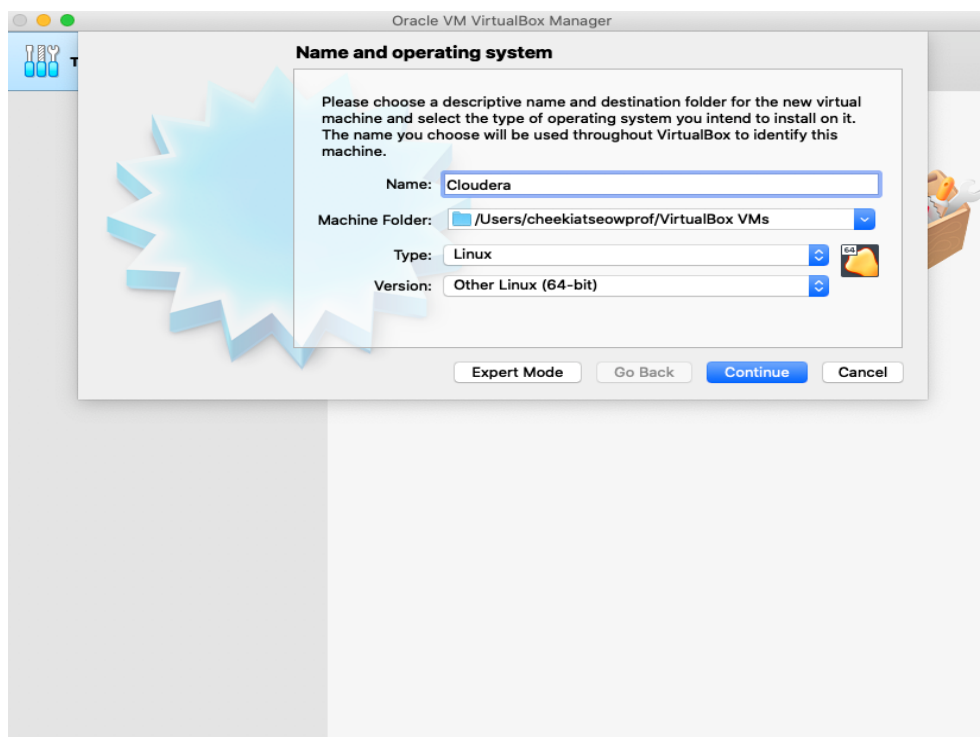 Oracle VM VirtualBox Manager
T
Name and operating system
Please choose a descriptive name and destination folder for the new virtual
machine and select the type of operating system you intend to install on it.
The name you choose will be used throughout VirtualBox to identify this
machine.
Name: Cloudera
Machine Folder: /Users/cheekiatseowprof/VirtualBox VMs
Type: Linux
64
Version: Other Linux (64-bit)
Expert Mode Go Back Continue Cancel